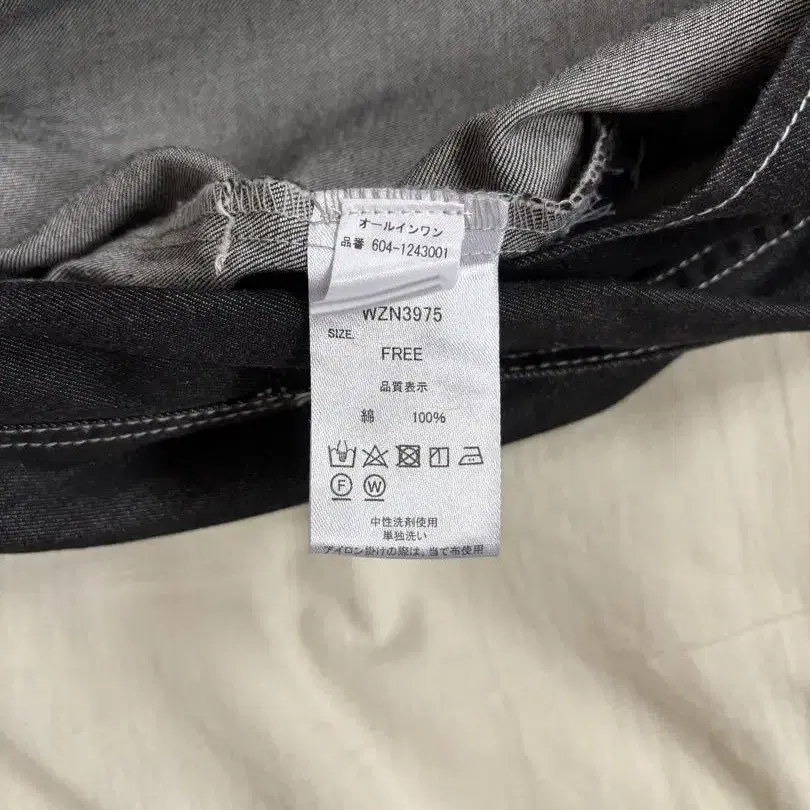 オールインワン
品番 604-1243001
WZN3975
SIZE.
FREE
品質表示
綿 100%
F W
中性洗剤使用
単独洗い
アイロン掛けの際は、当て布使用